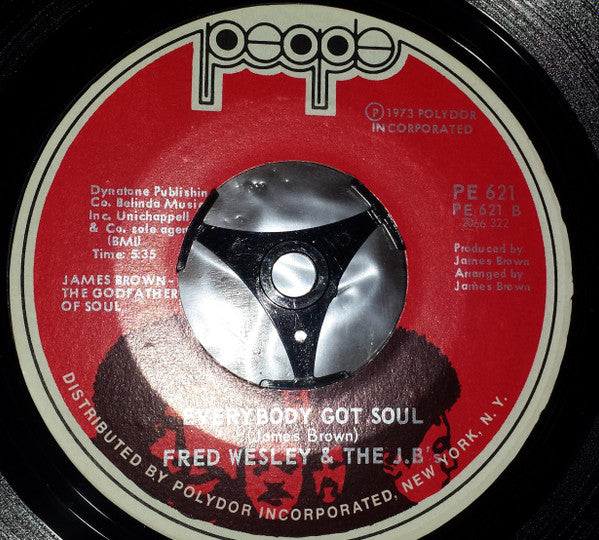 people
℗ 1973 POLYDOR
INCORPORATED
Dynatone Publishin
Co. Belinda Music
Inc. Unichappell
& Co. sole agen
(BMI)
Time: 5:35
JAMES BROWN-
THE GODFATHER
OF SOUL
PE 621
PE 621 B
2066 322
Produced by
James Brown
Arranged by
James Brown
EVERYBODY GOT SOUL
(James Brown)
FRED WESLEY & THE J.B's
DISTRIBUTED BY POLYDOR INCORPORATED, NEW YORK, N. Y.